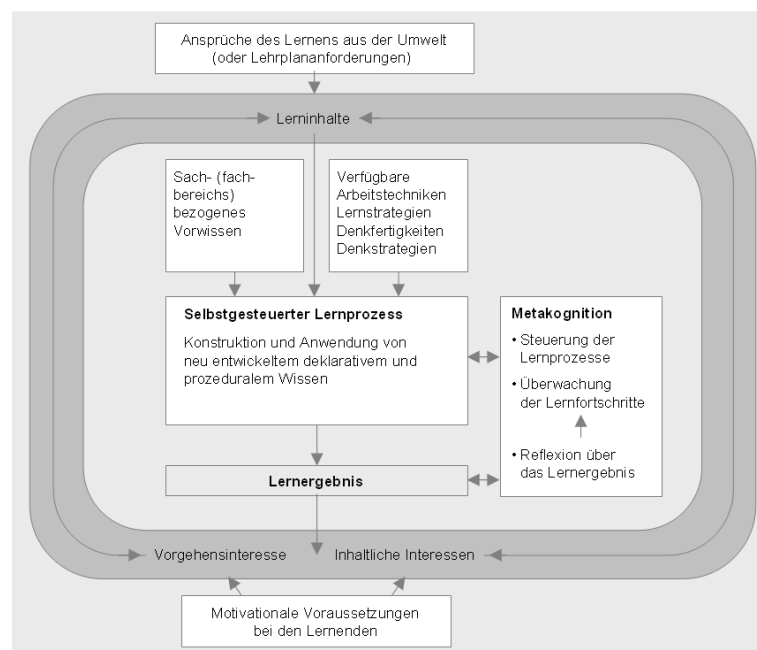 Ansprüche des Lernens aus der Umwelt
(oder Lehrplananforderungen)
Lerninhalte
Sach- (fach-
bereichs)
bezogenes
Vorwissen
Verfügbare
Arbeitstechniken
Lernstrategien
Denkfertigkeiten
Denkstrategien
Selbstgesteuerter Lernprozess
Konstruktion und Anwendung von
neu entwickeltem deklarativem und
prozeduralem Wissen
Metakognition
• Steuerung der
Lernprozesse
• Überwachung
der Lernfortschritte
• Reflexion über
das Lernergebnis
Lernergebnis
Vorgehensinteresse
Inhaltliche Interessen
Motivationale Voraussetzungen
bei den Lernenden